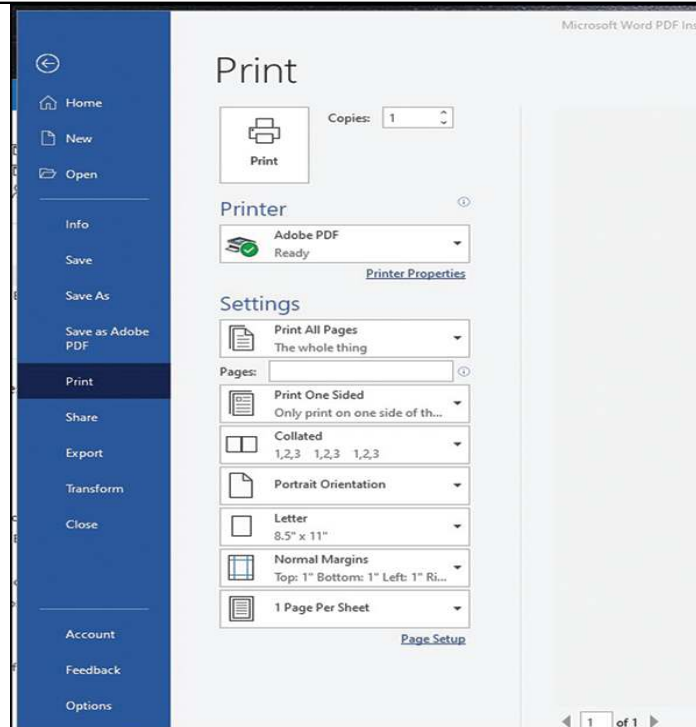 Microsoft Word PDF Ins
Print
Home
New
Open
Info
Save
Save As
Save as Adobe
PDF
Print
Share
Export
Transform
Close
Account
Feedback
Options
Copies: 1
Print
Printer
Adobe PDF
Ready
Printer Properties
Settings
Print All Pages
The whole thing
Pages:
Print One Sided
Only print on one side of th...
Collated
1,2,3 1,2,3 1,2,3
Portrait Orientation
Letter
8.5" x 11"
Normal Margins
Top: 1" Bottom: 1" Left: 1" Ri...
1 Page Per Sheet
Page Setup
1 of 1